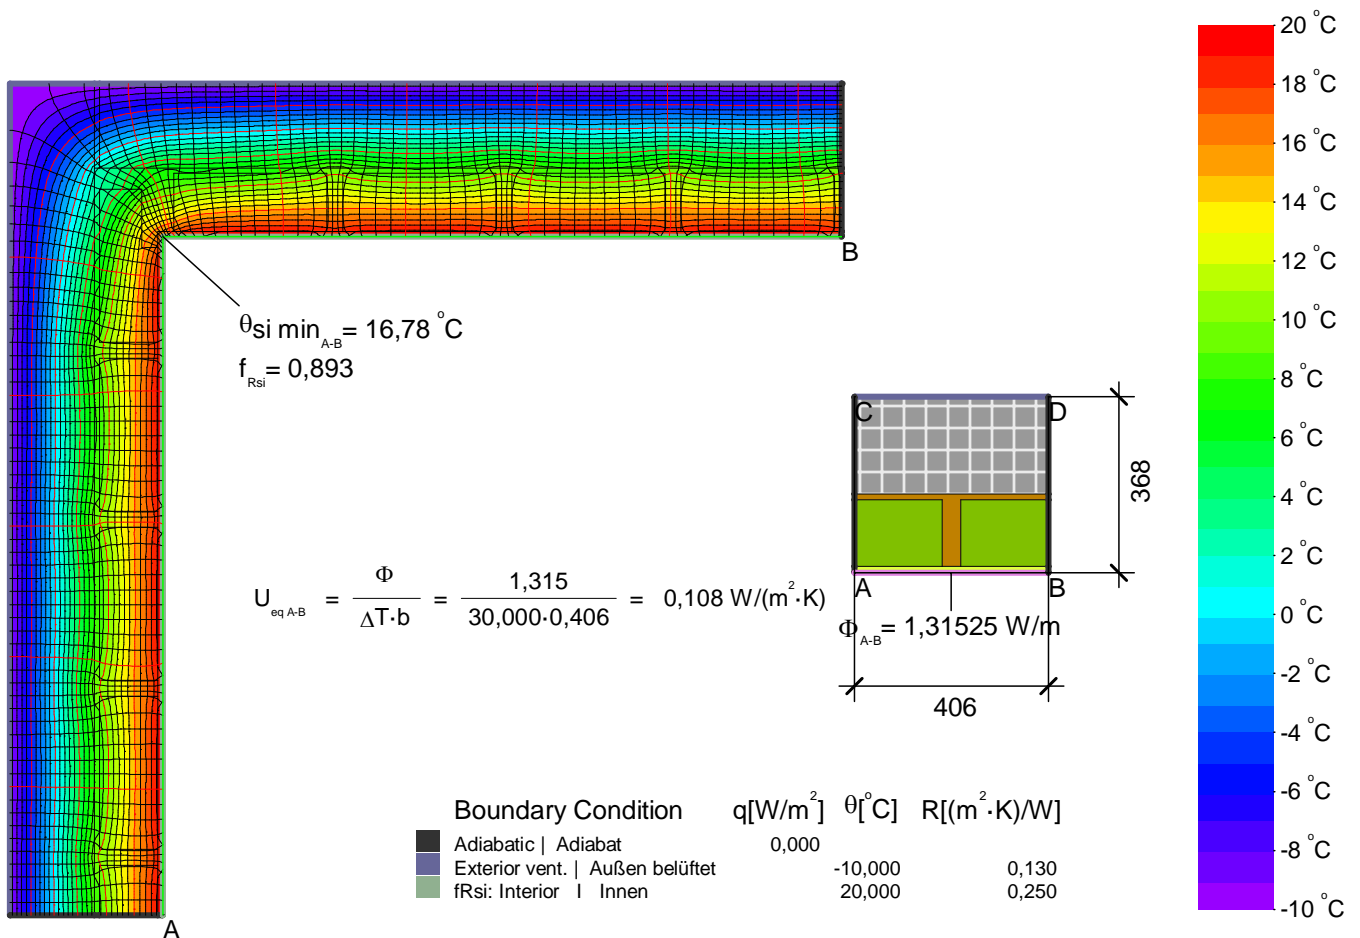 20 °C
18 °C
16 °C
14 °C
12 °C
10 °C
8 °C
6 °C
4 °C
2 °C
0 °C
-2 °C
-4 °C
-6 °C
-8 °C
-10 °C
B
θsi min A-B = 16,78 °C
fRsi = 0,893
C D
368
A B
ΦA-B = 1,31525 W/m
406
Ueq A-B = Φ / ΔT·b = 1,315 / 30,000·0,406 = 0,108 W/(m²·K)
Boundary Condition q[W/m²] θ[°C] R[(m²·K)/W]
Adiabatic | Adiabat 0,000
Exterior vent. | Außen belüftet -10,000 0,130
fRsi: Interior I Innen 20,000 0,250
A